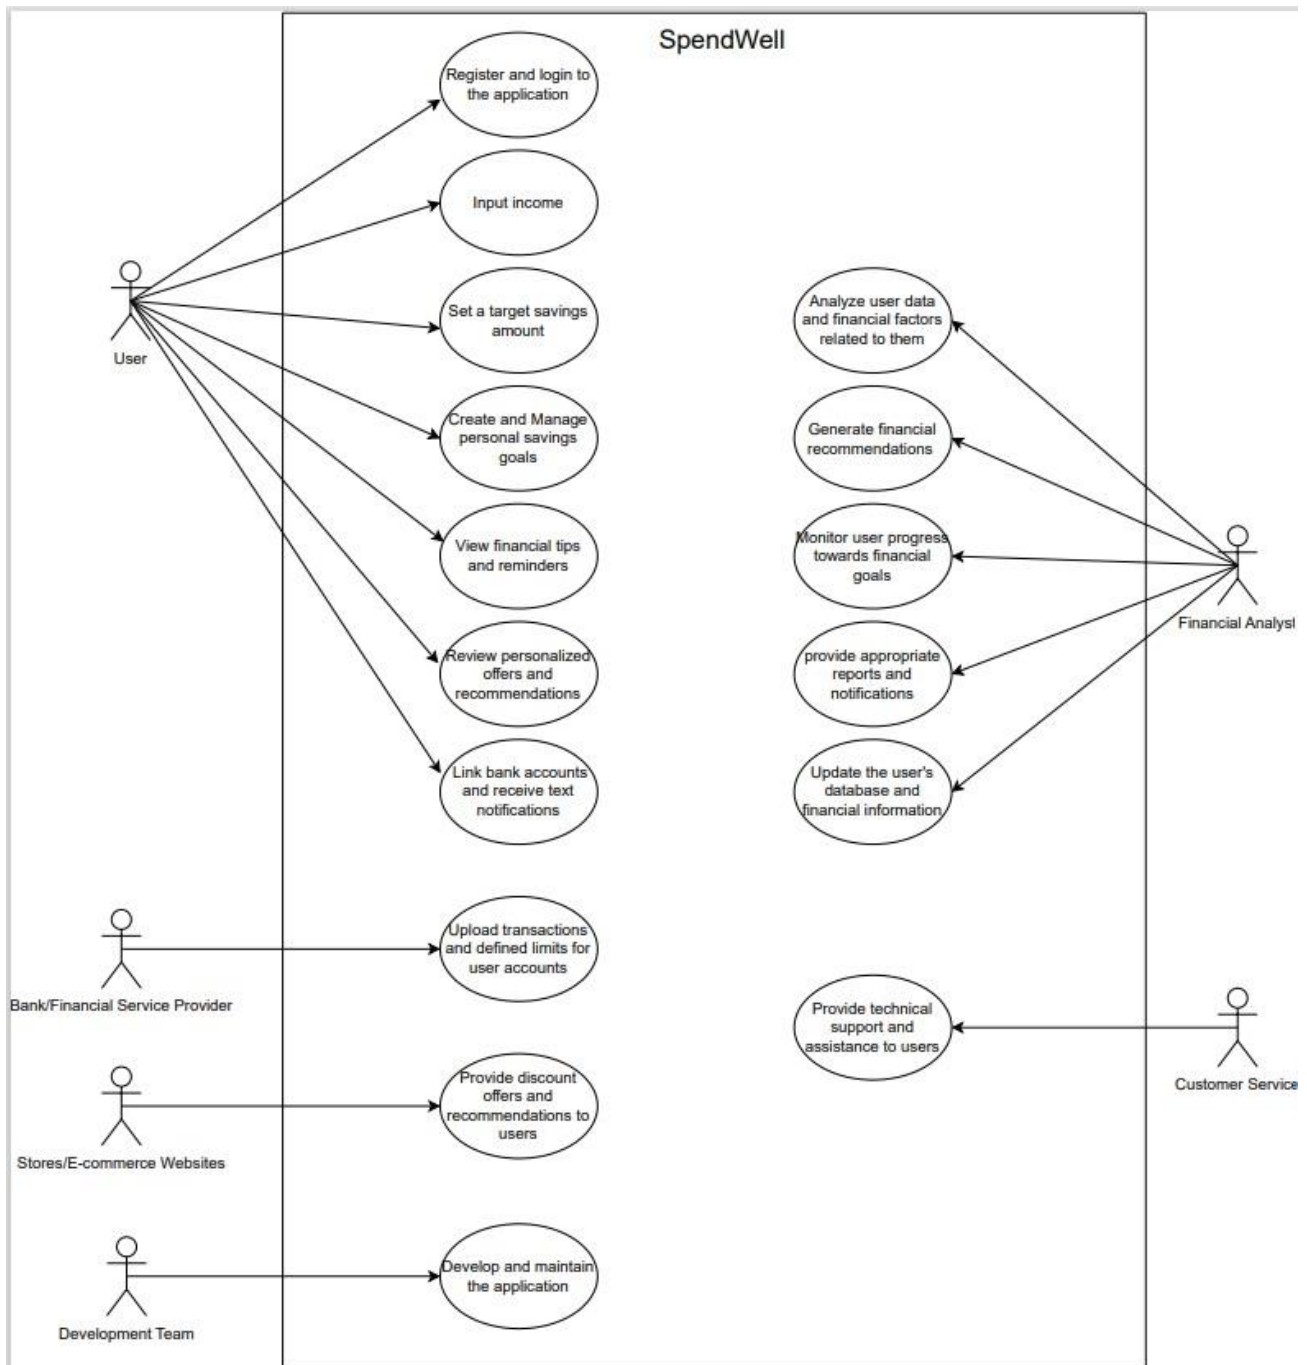 SpendWell
Register and login to
the application
Input income
User
Set a target savings
amount
Analyze user data
and financial factors
related to them
Create and Manage
personal savings
goals
Generate financial
recommendations
View financial tips
and reminders
Monitor user progress
towards financial
goals
Financial Analyst
Review personalized
offers and
recommendations
provide appropriate
reports and
notifications
Link bank accounts
and receive text
notifications
Update the user's
database and
financial information
Upload transactions
and defined limits for
user accounts
Bank/Financial Service Provider
Provide technical
support and
assistance to users
Customer Service
Provide discount
offers and
recommendations to
users
Stores/E-commerce Websites
Develop and maintain
the application
Development Team